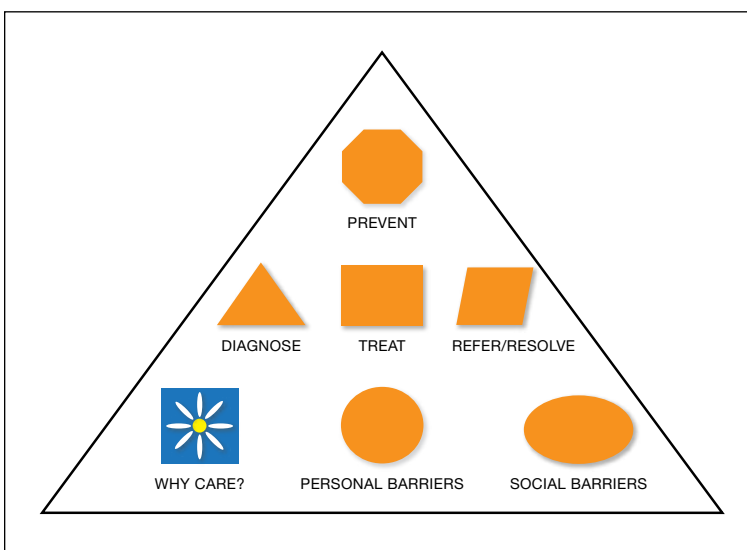 PREVENT
DIAGNOSE TREAT REFER/RESOLVE
WHY CARE? PERSONAL BARRIERS SOCIAL BARRIERS